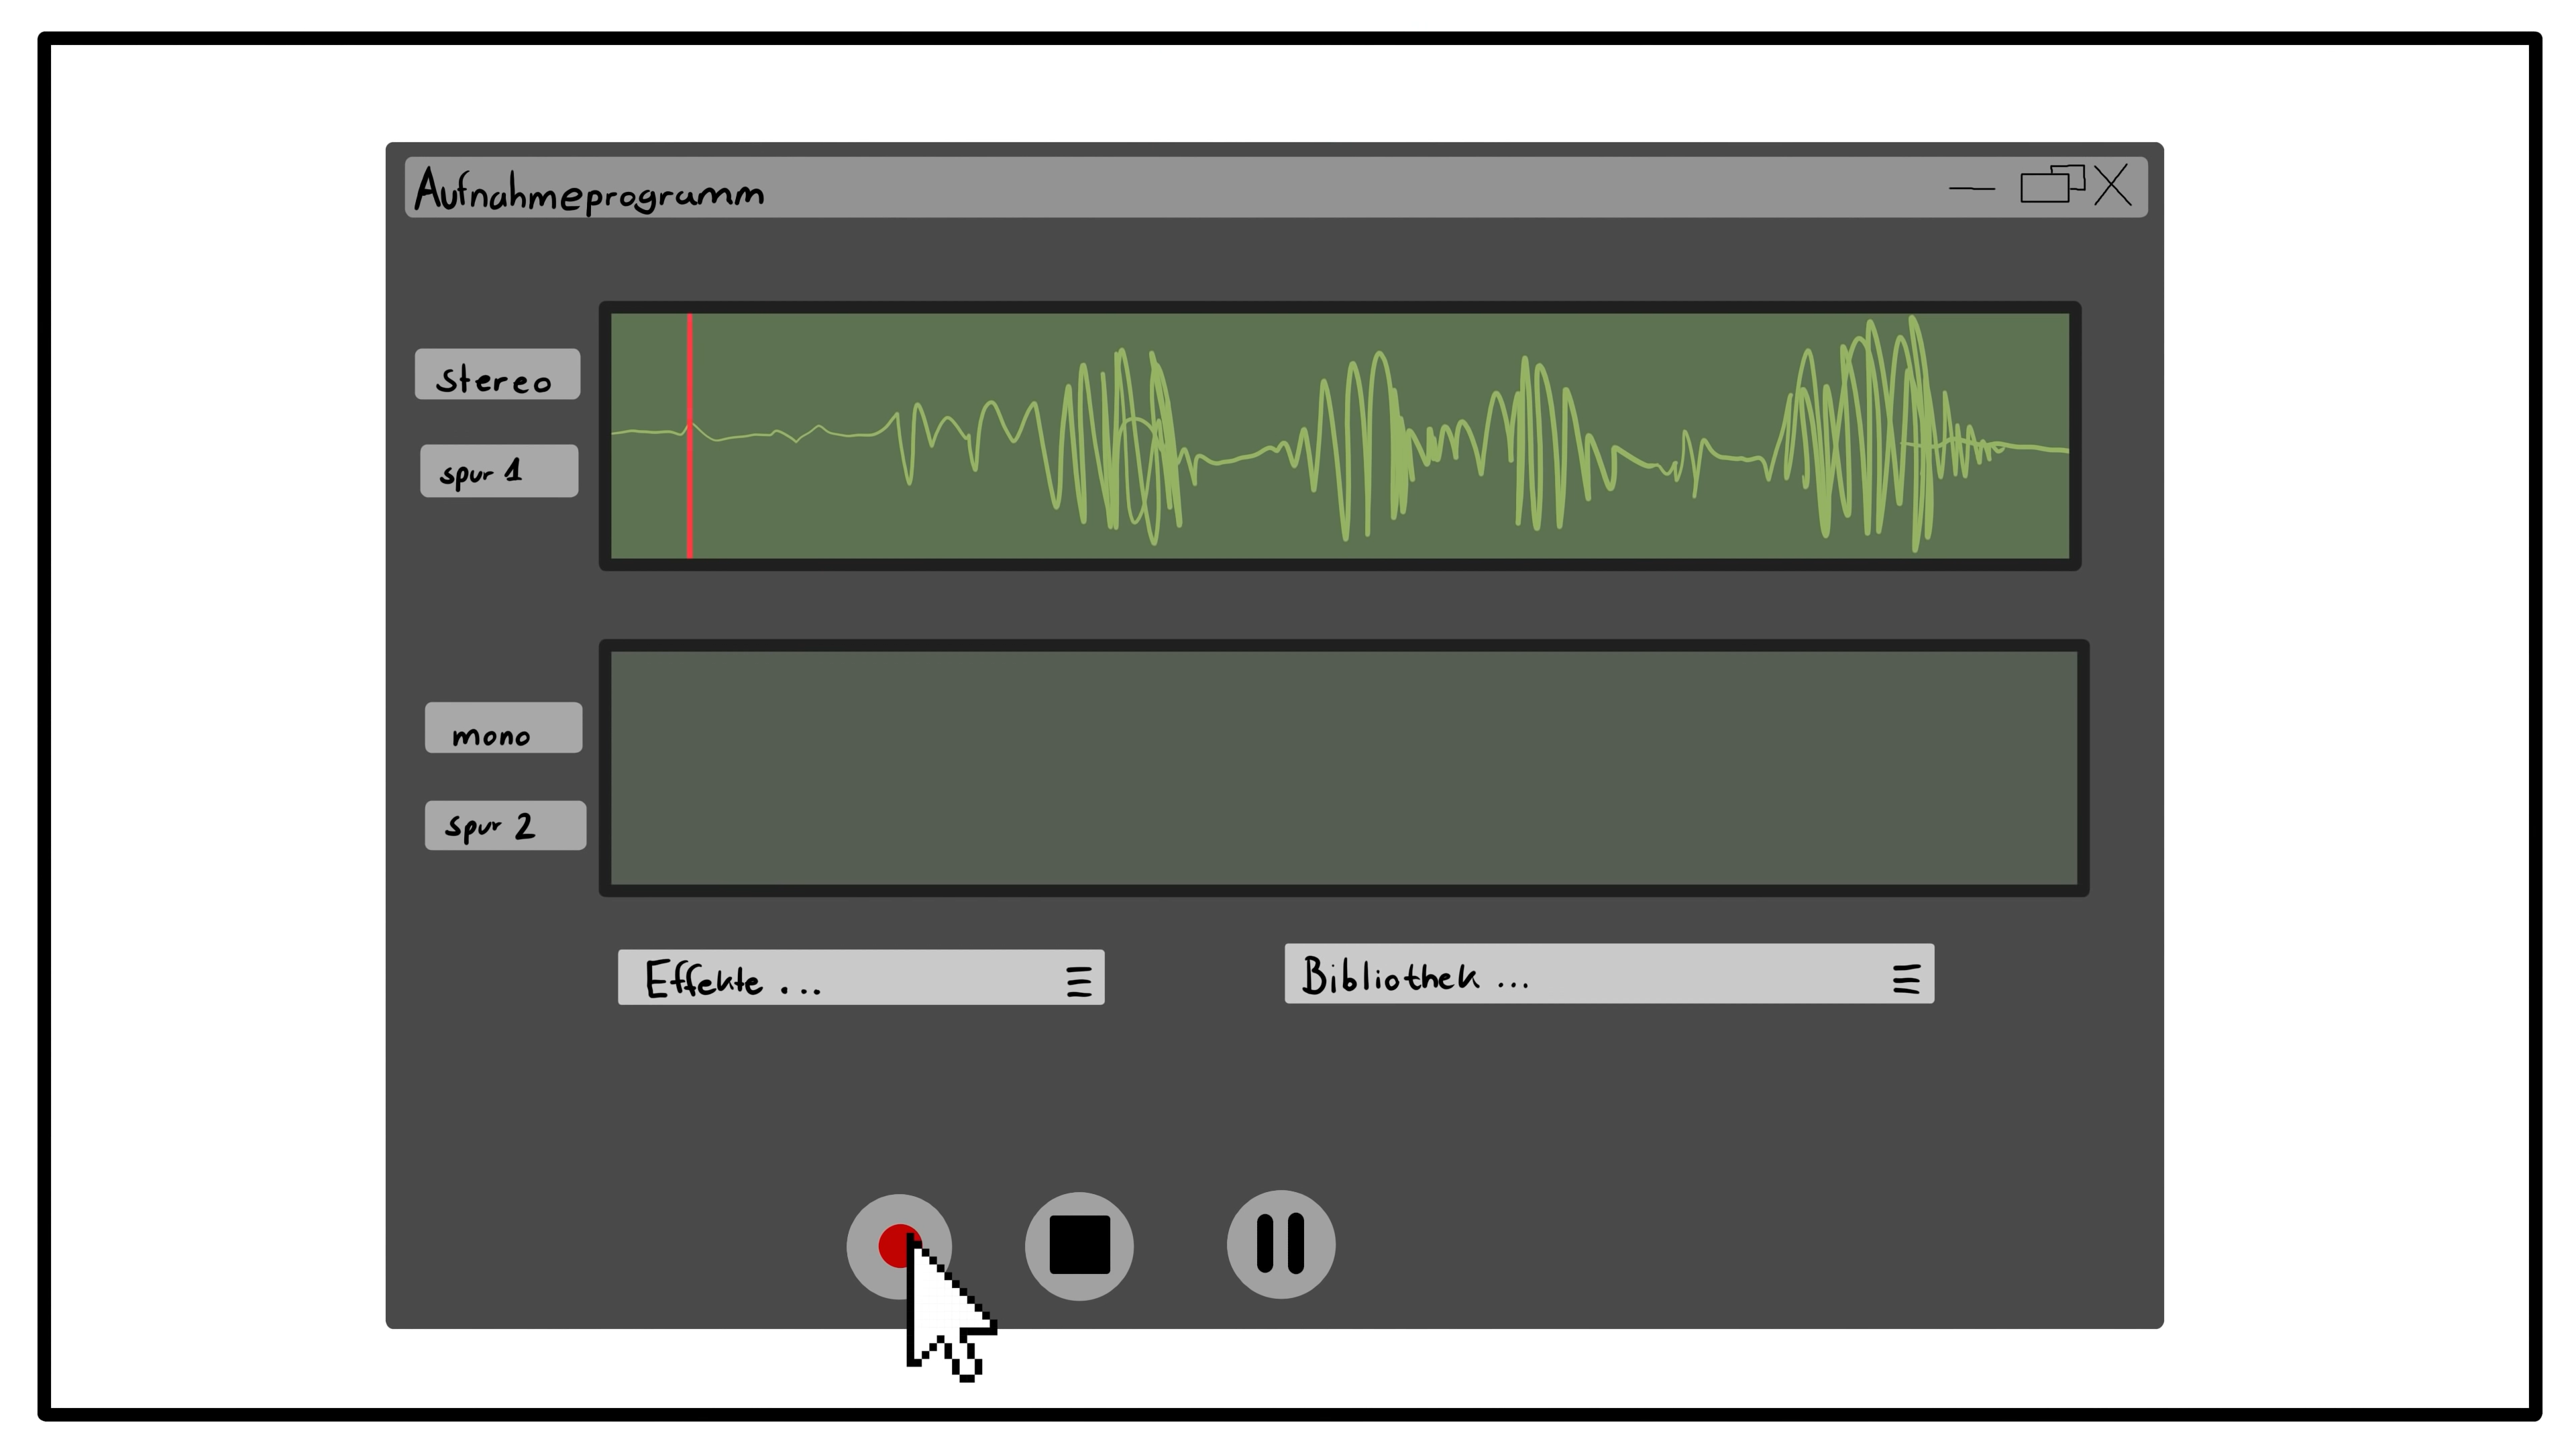 Aufnahmeprogramm
stereo
spur 1
mono
spur 2
Effekte ...
Bibliothek ...